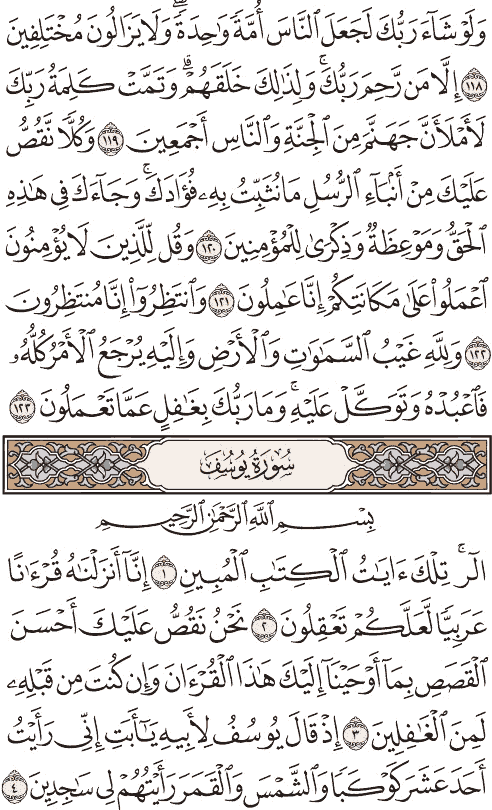 وَلَوۡ شَآءَ رَبُّكَ لَجَعَلَ ٱلنَّاسَ أُمَّةٗ وَٰحِدَةٗۖ وَلَا يَزَالُونَ مُخۡتَلِفِينَ
١١٨ إِلَّا مَن رَّحِمَ رَبُّكَۚ وَلِذَٰلِكَ خَلَقَهُمۡۗ وَتَمَّتۡ كَلِمَةُ رَبِّكَ
لَأَمۡلَأَنَّ جَهَنَّمَ مِنَ ٱلۡجِنَّةِ وَٱلنَّاسِ أَجۡمَعِينَ ١١٩ وَكُلّٗا نَّقُصُّ
عَلَيۡكَ مِنۡ أَنۢبَآءِ ٱلرُّسُلِ مَا نُثَبِّتُ بِهِۦ فُؤَادَكَۚ وَجَآءَكَ فِي هَٰذِهِ
ٱلۡحَقُّ وَمَوۡعِظَةٞ وَذِكۡرَىٰ لِلۡمُؤۡمِنِينَ ١٢٠ وَقُل لِّلَّذِينَ لَا يُؤۡمِنُونَ
ٱعۡمَلُواْ عَلَىٰ مَكَانَتِكُمۡ إِنَّا عَٰمِلُونَ ١٢١ وَٱنتَظِرُوٓاْ إِنَّا مُنتَظِرُونَ
١٢٢ وَلِلَّهِ غَيۡبُ ٱلسَّمَٰوَٰتِ وَٱلۡأَرۡضِ وَإِلَيۡهِ يُرۡجَعُ ٱلۡأَمۡرُ كُلُّهُۥ
فَٱعۡبُدۡهُ وَتَوَكَّلۡ عَلَيۡهِۚ وَمَا رَبُّكَ بِغَٰفِلٍ عَمَّا تَعۡمَلُونَ ١٢٣
سُورَةُ يُوسُفَ
بِسۡمِ ٱللَّهِ ٱلرَّحۡمَٰنِ ٱلرَّحِيمِ
الٓرۚ تِلۡكَ ءَايَٰتُ ٱلۡكِتَٰبِ ٱلۡمُبِينِ ١ إِنَّآ أَنزَلۡنَٰهُ قُرۡءَٰنًا
عَرَبِيّٗا لَّعَلَّكُمۡ تَعۡقِلُونَ ٢ نَحۡنُ نَقُصُّ عَلَيۡكَ أَحۡسَنَ
ٱلۡقَصَصِ بِمَآ أَوۡحَيۡنَآ إِلَيۡكَ هَٰذَا ٱلۡقُرۡءَانَ وَإِن كُنتَ مِن قَبۡلِهِۦ
لَمِنَ ٱلۡغَٰفِلِينَ ٣ إِذۡ قَالَ يُوسُفُ لِأَبِيهِ يَٰٓأَبَتِ إِنِّي رَأَيۡتُ
أَحَدَ عَشَرَ كَوۡكَبٗا وَٱلشَّمۡسَ وَٱلۡقَمَرَ رَأَيۡتُهُمۡ لِي سَٰجِدِينَ ٤